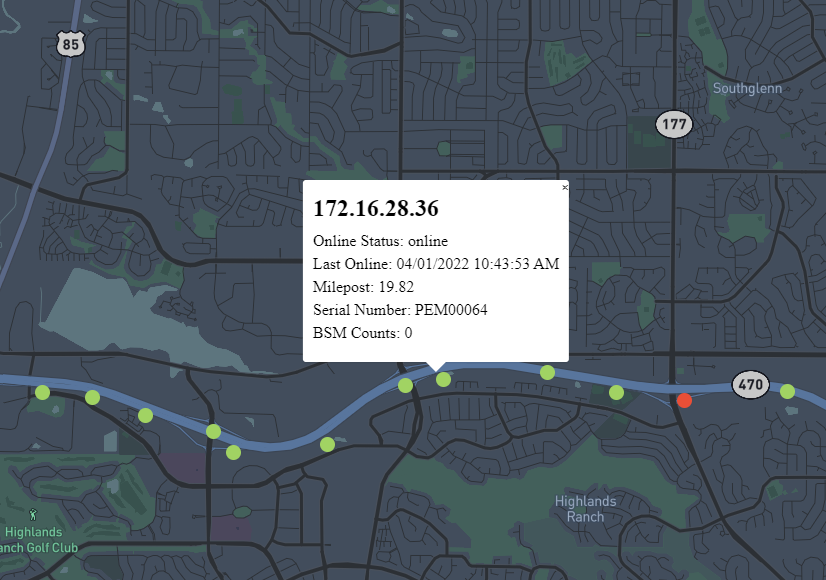 85
Southglenn
177
×
172.16.28.36
Online Status: online
Last Online: 04/01/2022 10:43:53 AM
Milepost: 19.82
Serial Number: PEM00064
BSM Counts: 0
470
Highlands
Ranch
Highlands
anch Golf Club